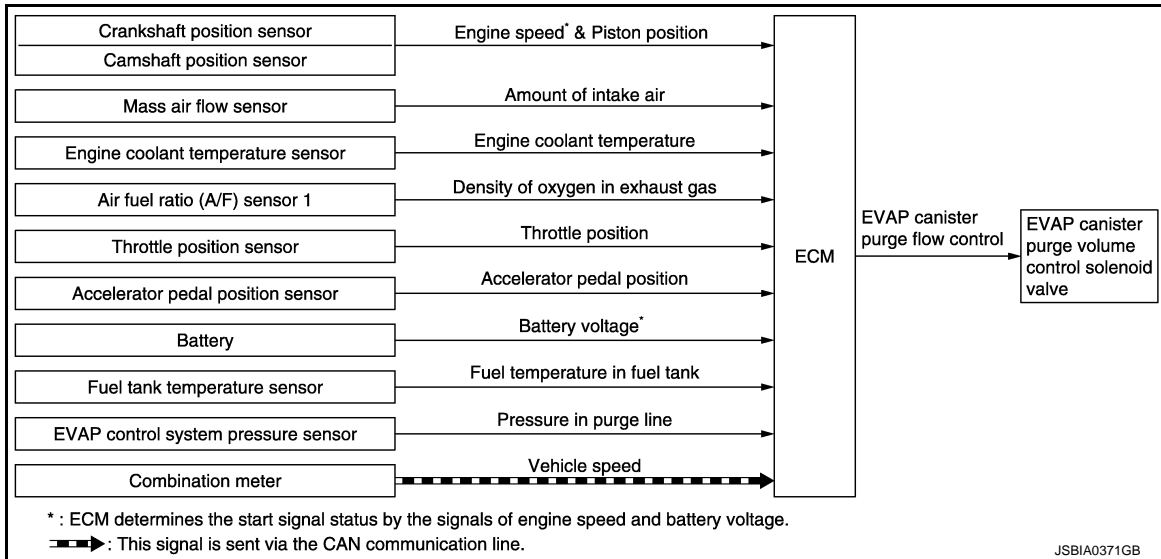 Crankshaft position sensor
Camshaft position sensor
Engine speed* & Piston position
Mass air flow sensor
Amount of intake air
Engine coolant temperature sensor
Engine coolant temperature
Air fuel ratio (A/F) sensor 1
Density of oxygen in exhaust gas
Throttle position sensor
Throttle position
Accelerator pedal position sensor
Accelerator pedal position
Battery
Battery voltage*
Fuel tank temperature sensor
Fuel temperature in fuel tank
EVAP control system pressure sensor
Pressure in purge line
Combination meter
Vehicle speed
ECM
EVAP canister
purge flow control
EVAP canister
purge volume
control solenoid
valve
* : ECM determines the start signal status by the signals of engine speed and battery voltage.
: This signal is sent via the CAN communication line.
JSBIA0371GB